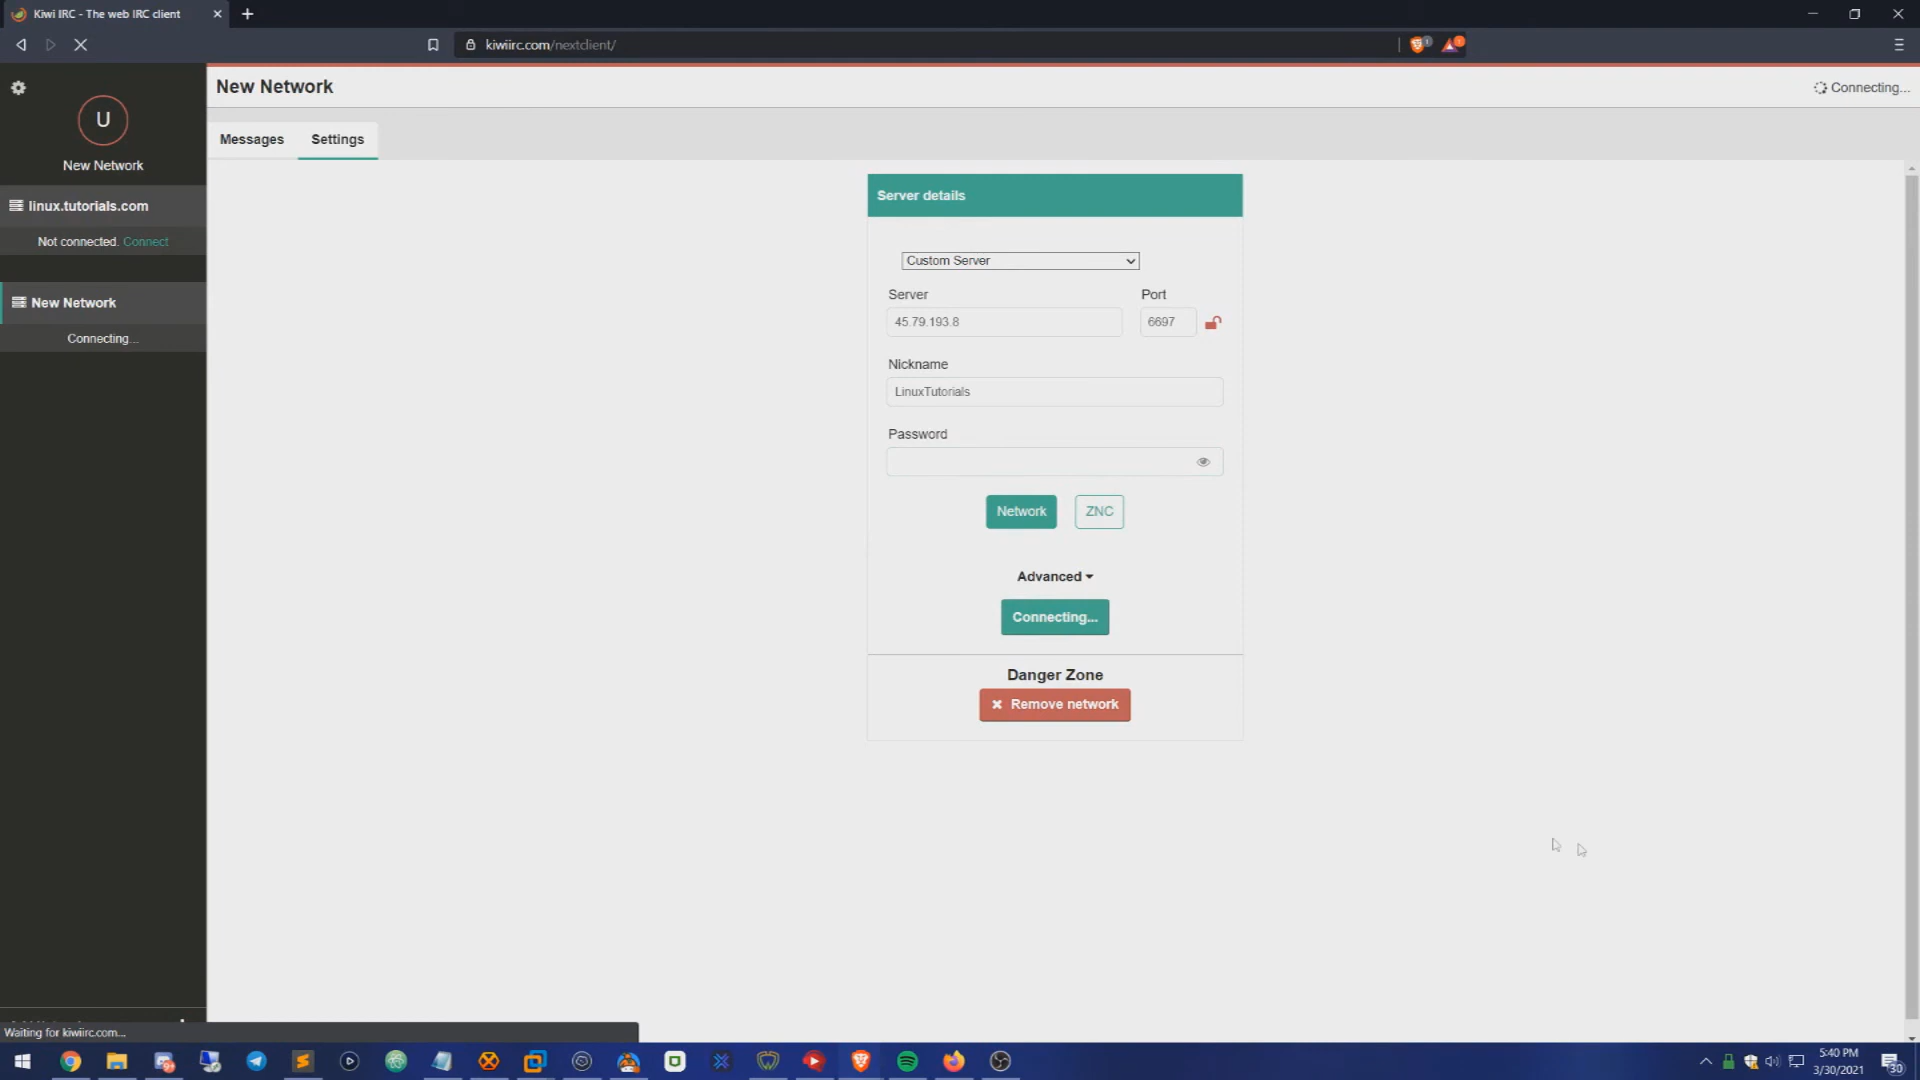 Kiwi IRC - The web IRC client
kiwiirc.com/nextclient/
New Network
Connecting...
U
New Network
Messages
Settings
linux.tutorials.com
Not connected. Connect
New Network
Connecting...
Server details
Custom Server
Server
Port
45.79.193.8
6697
Nickname
LinuxTutorials
Password
Network
ZNC
Advanced
Connecting...
Danger Zone
Remove network
Waiting for kiwiirc.com...
5:40 PM
3/30/2021
30